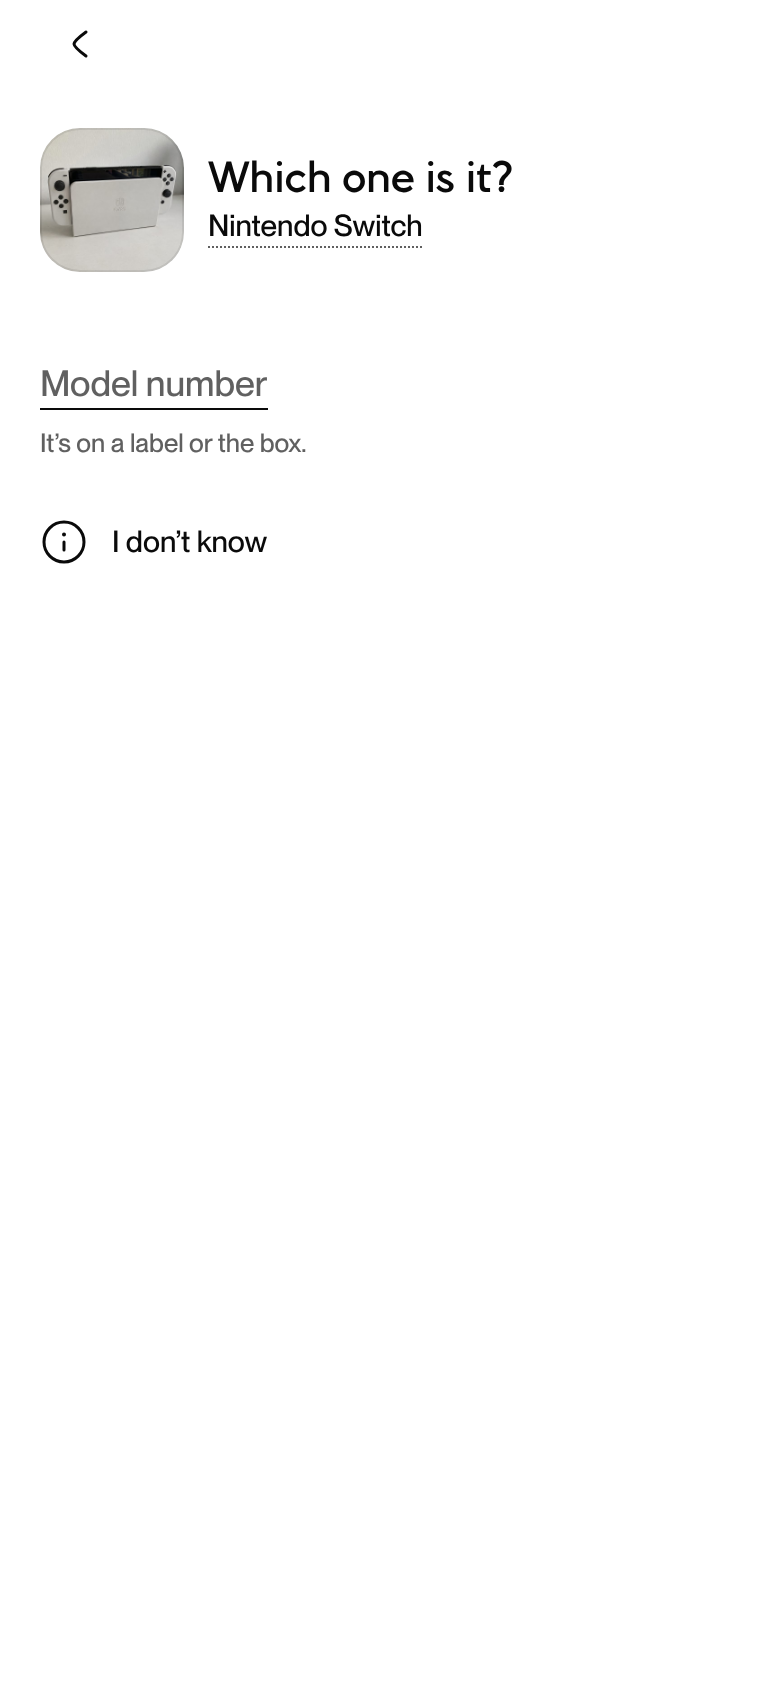 Which one is it?
Nintendo Switch
Model number
It’s on a label or the box.
I don’t know